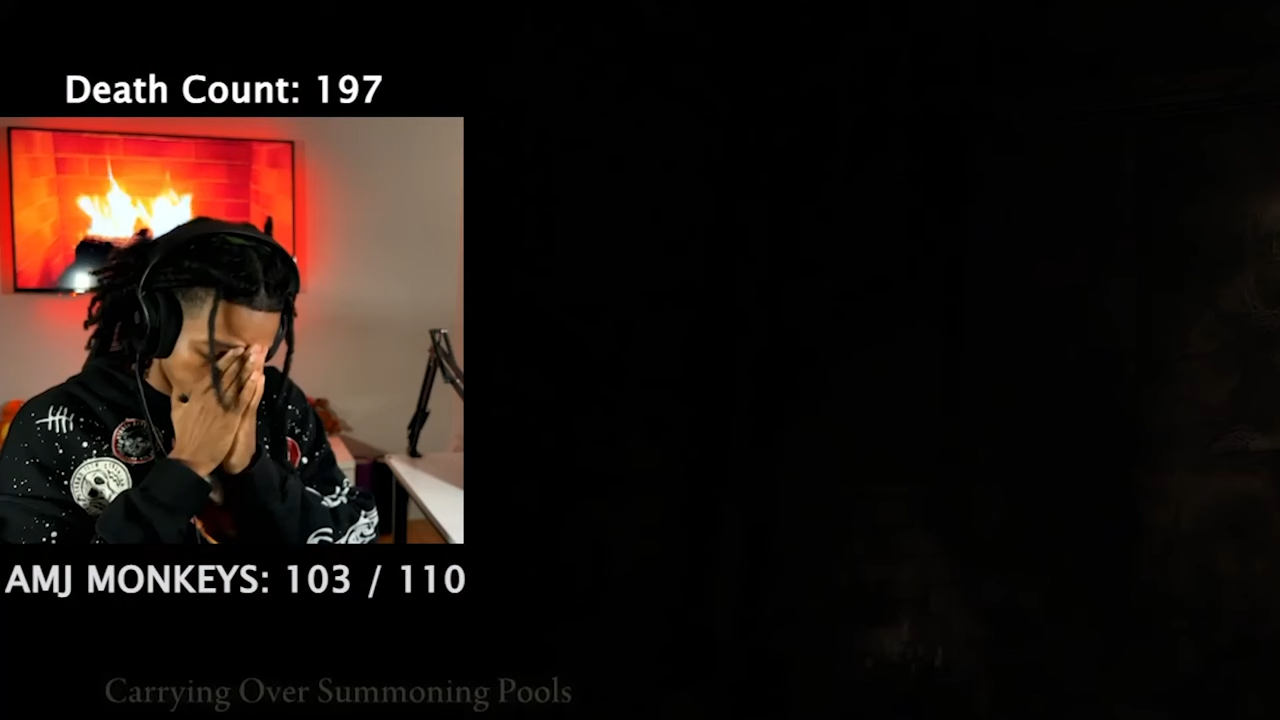 Death Count: 197
AMJ MONKEYS: 103 / 110
Carrying Over Summoning Pools